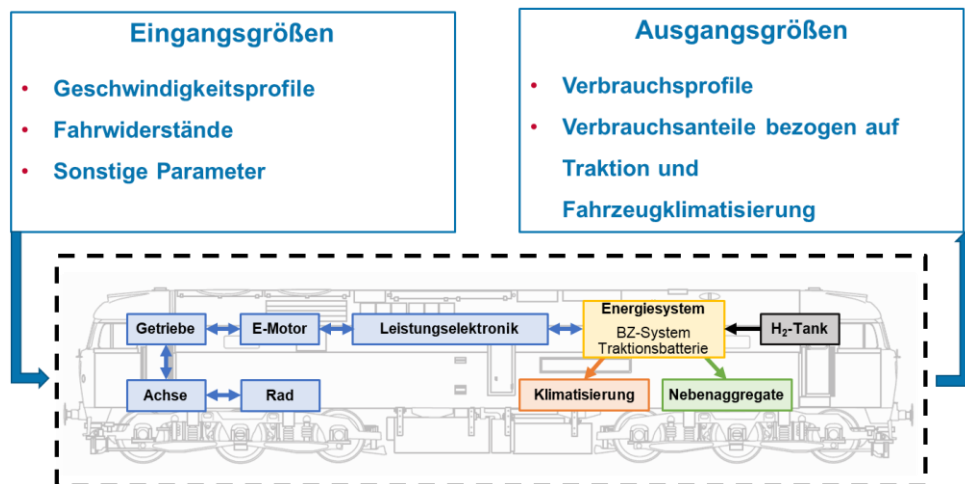 Eingangsgrößen
• Geschwindigkeitsprofile
• Fahrwiderstände
• Sonstige Parameter
Ausgangsgrößen
• Verbrauchsprofile
• Verbrauchsanteile bezogen auf
Traktion und
Fahrzeugklimatisierung
Getriebe
E-Motor
Leistungselektronik
Energiesystem
BZ-System
Traktionsbatterie
H₂-Tank
Achse
Rad
Klimatisierung
Nebenaggregate